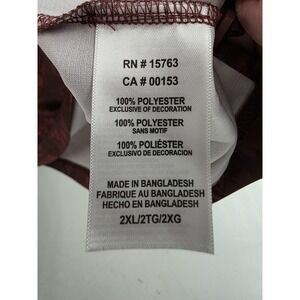 RN # 15763
CA # 00153
100% POLYESTER
EXCLUSIVE OF DECORATION
100% POLYESTER
SANS MOTIF
100% POLIÉSTER
EXCLUSIVO DE DECORACION
MADE IN BANGLADESH
FABRIQUE AU BANGLADESH
HECHO EN BANGLADESH
2XL/2TG/2XG